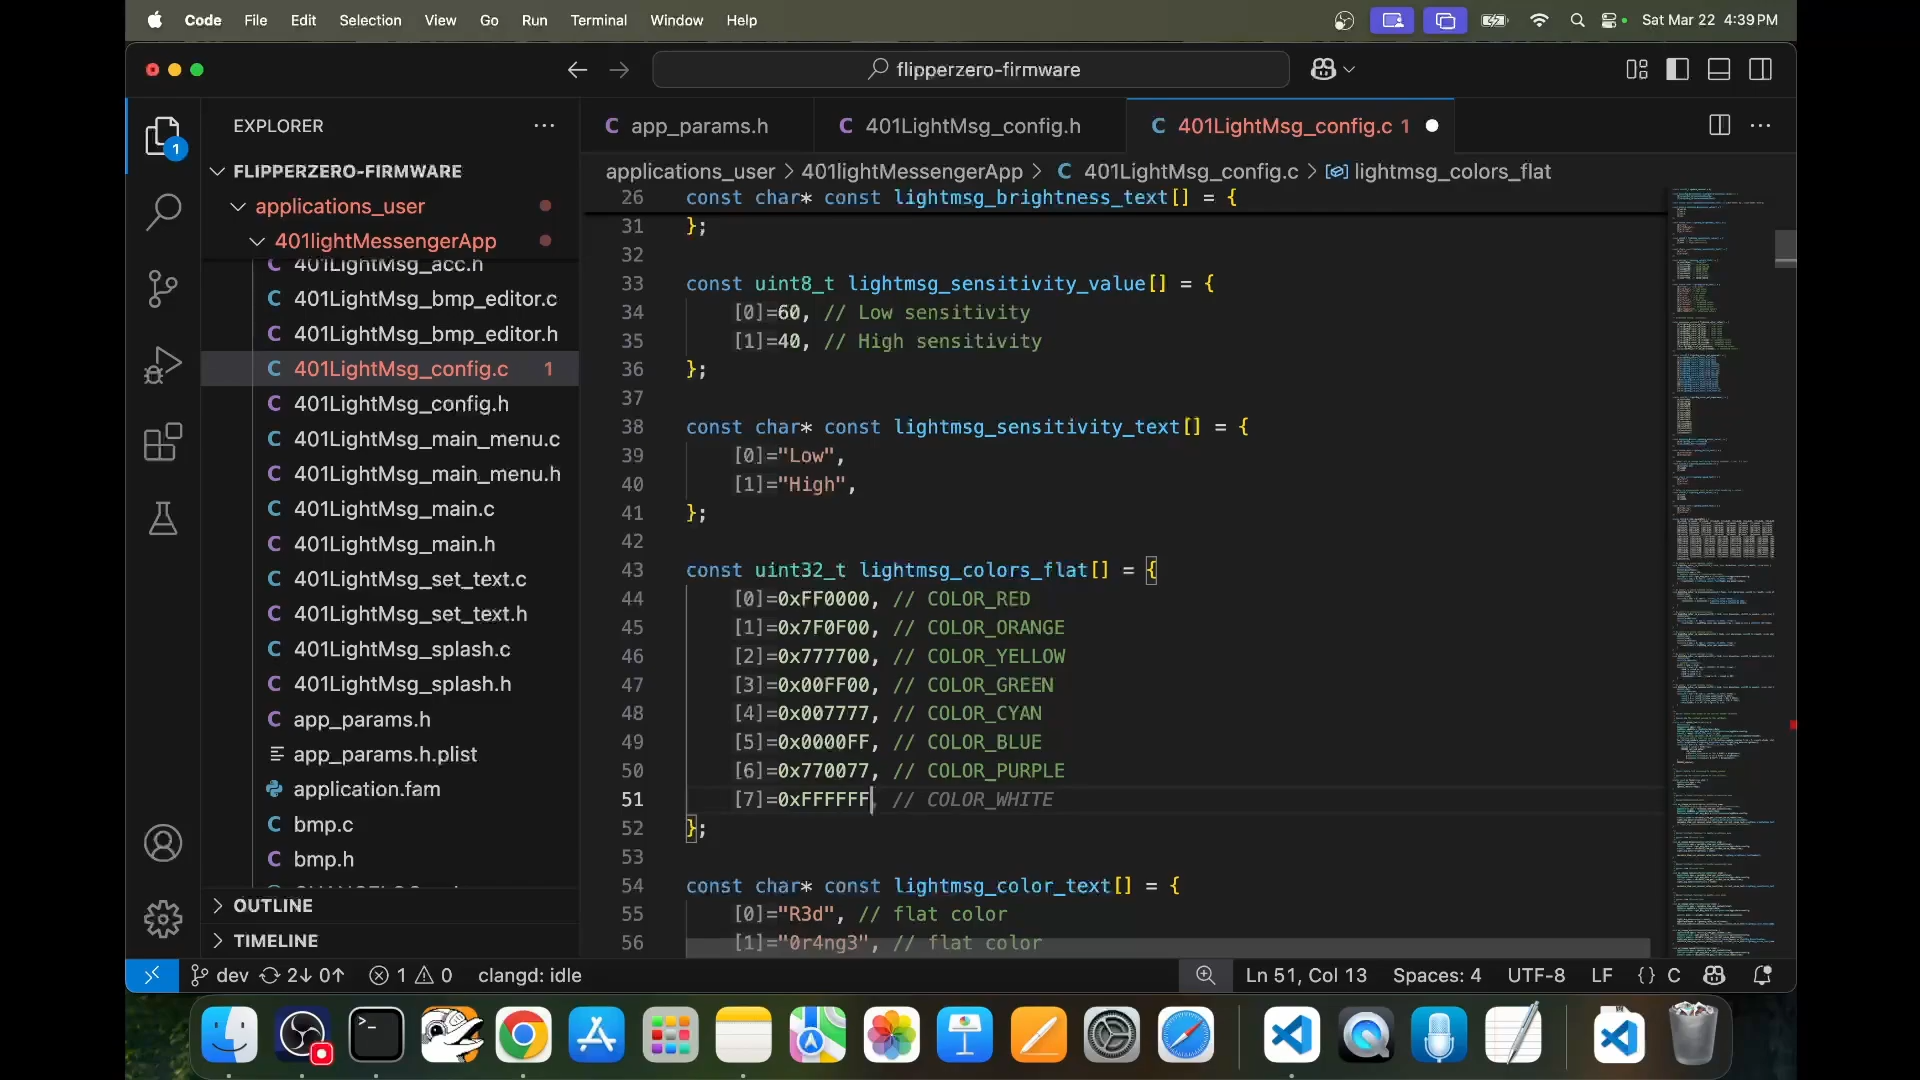 Code File Edit Selection View Go Run Terminal Window Help Sat Mar 22 4:39 PM
flipperzero-firmware
EXPLORER
1
FLIPPERZERO-FIRMWARE
applications_user
401lightMessengerApp
401LightMsg_acc.h
401LightMsg_bmp_editor.c
401LightMsg_bmp_editor.h
401LightMsg_config.c 1
401LightMsg_config.h
401LightMsg_main_menu.c
401LightMsg_main_menu.h
401LightMsg_main.c
401LightMsg_main.h
401LightMsg_set_text.c
401LightMsg_set_text.h
401LightMsg_splash.c
401LightMsg_splash.h
app_params.h
app_params.h.plist
application.fam
bmp.c
bmp.h
OUTLINE
TIMELINE
C app_params.h C 401LightMsg_config.h C 401LightMsg_config.c 1
applications_user > 401lightMessengerApp > C 401LightMsg_config.c > lightmsg_colors_flat
26 const char* const lightmsg_brightness_text[] = {
31 };
32
33 const uint8_t lightmsg_sensitivity_value[] = {
34 [0]=60, // Low sensitivity
35 [1]=40, // High sensitivity
36 };
37
38 const char* const lightmsg_sensitivity_text[] = {
39 [0]="Low",
40 [1]="High",
41 };
42
43 const uint32_t lightmsg_colors_flat[] = {
44 [0]=0xFF0000, // COLOR_RED
45 [1]=0x7F0F00, // COLOR_ORANGE
46 [2]=0x777700, // COLOR_YELLOW
47 [3]=0x00FF00, // COLOR_GREEN
48 [4]=0x007777, // COLOR_CYAN
49 [5]=0x0000FF, // COLOR_BLUE
50 [6]=0x770077, // COLOR_PURPLE
51 [7]=0xFFFFFF, // COLOR_WHITE
52 };
53
54 const char* const lightmsg_color_text[] = {
55 [0]="R3d", // flat color
56 [1]="0r4ng3", // flat color
dev 2↓ 0↑ 1 0 clangd: idle Ln 51, Col 13 Spaces: 4 UTF-8 LF {} C